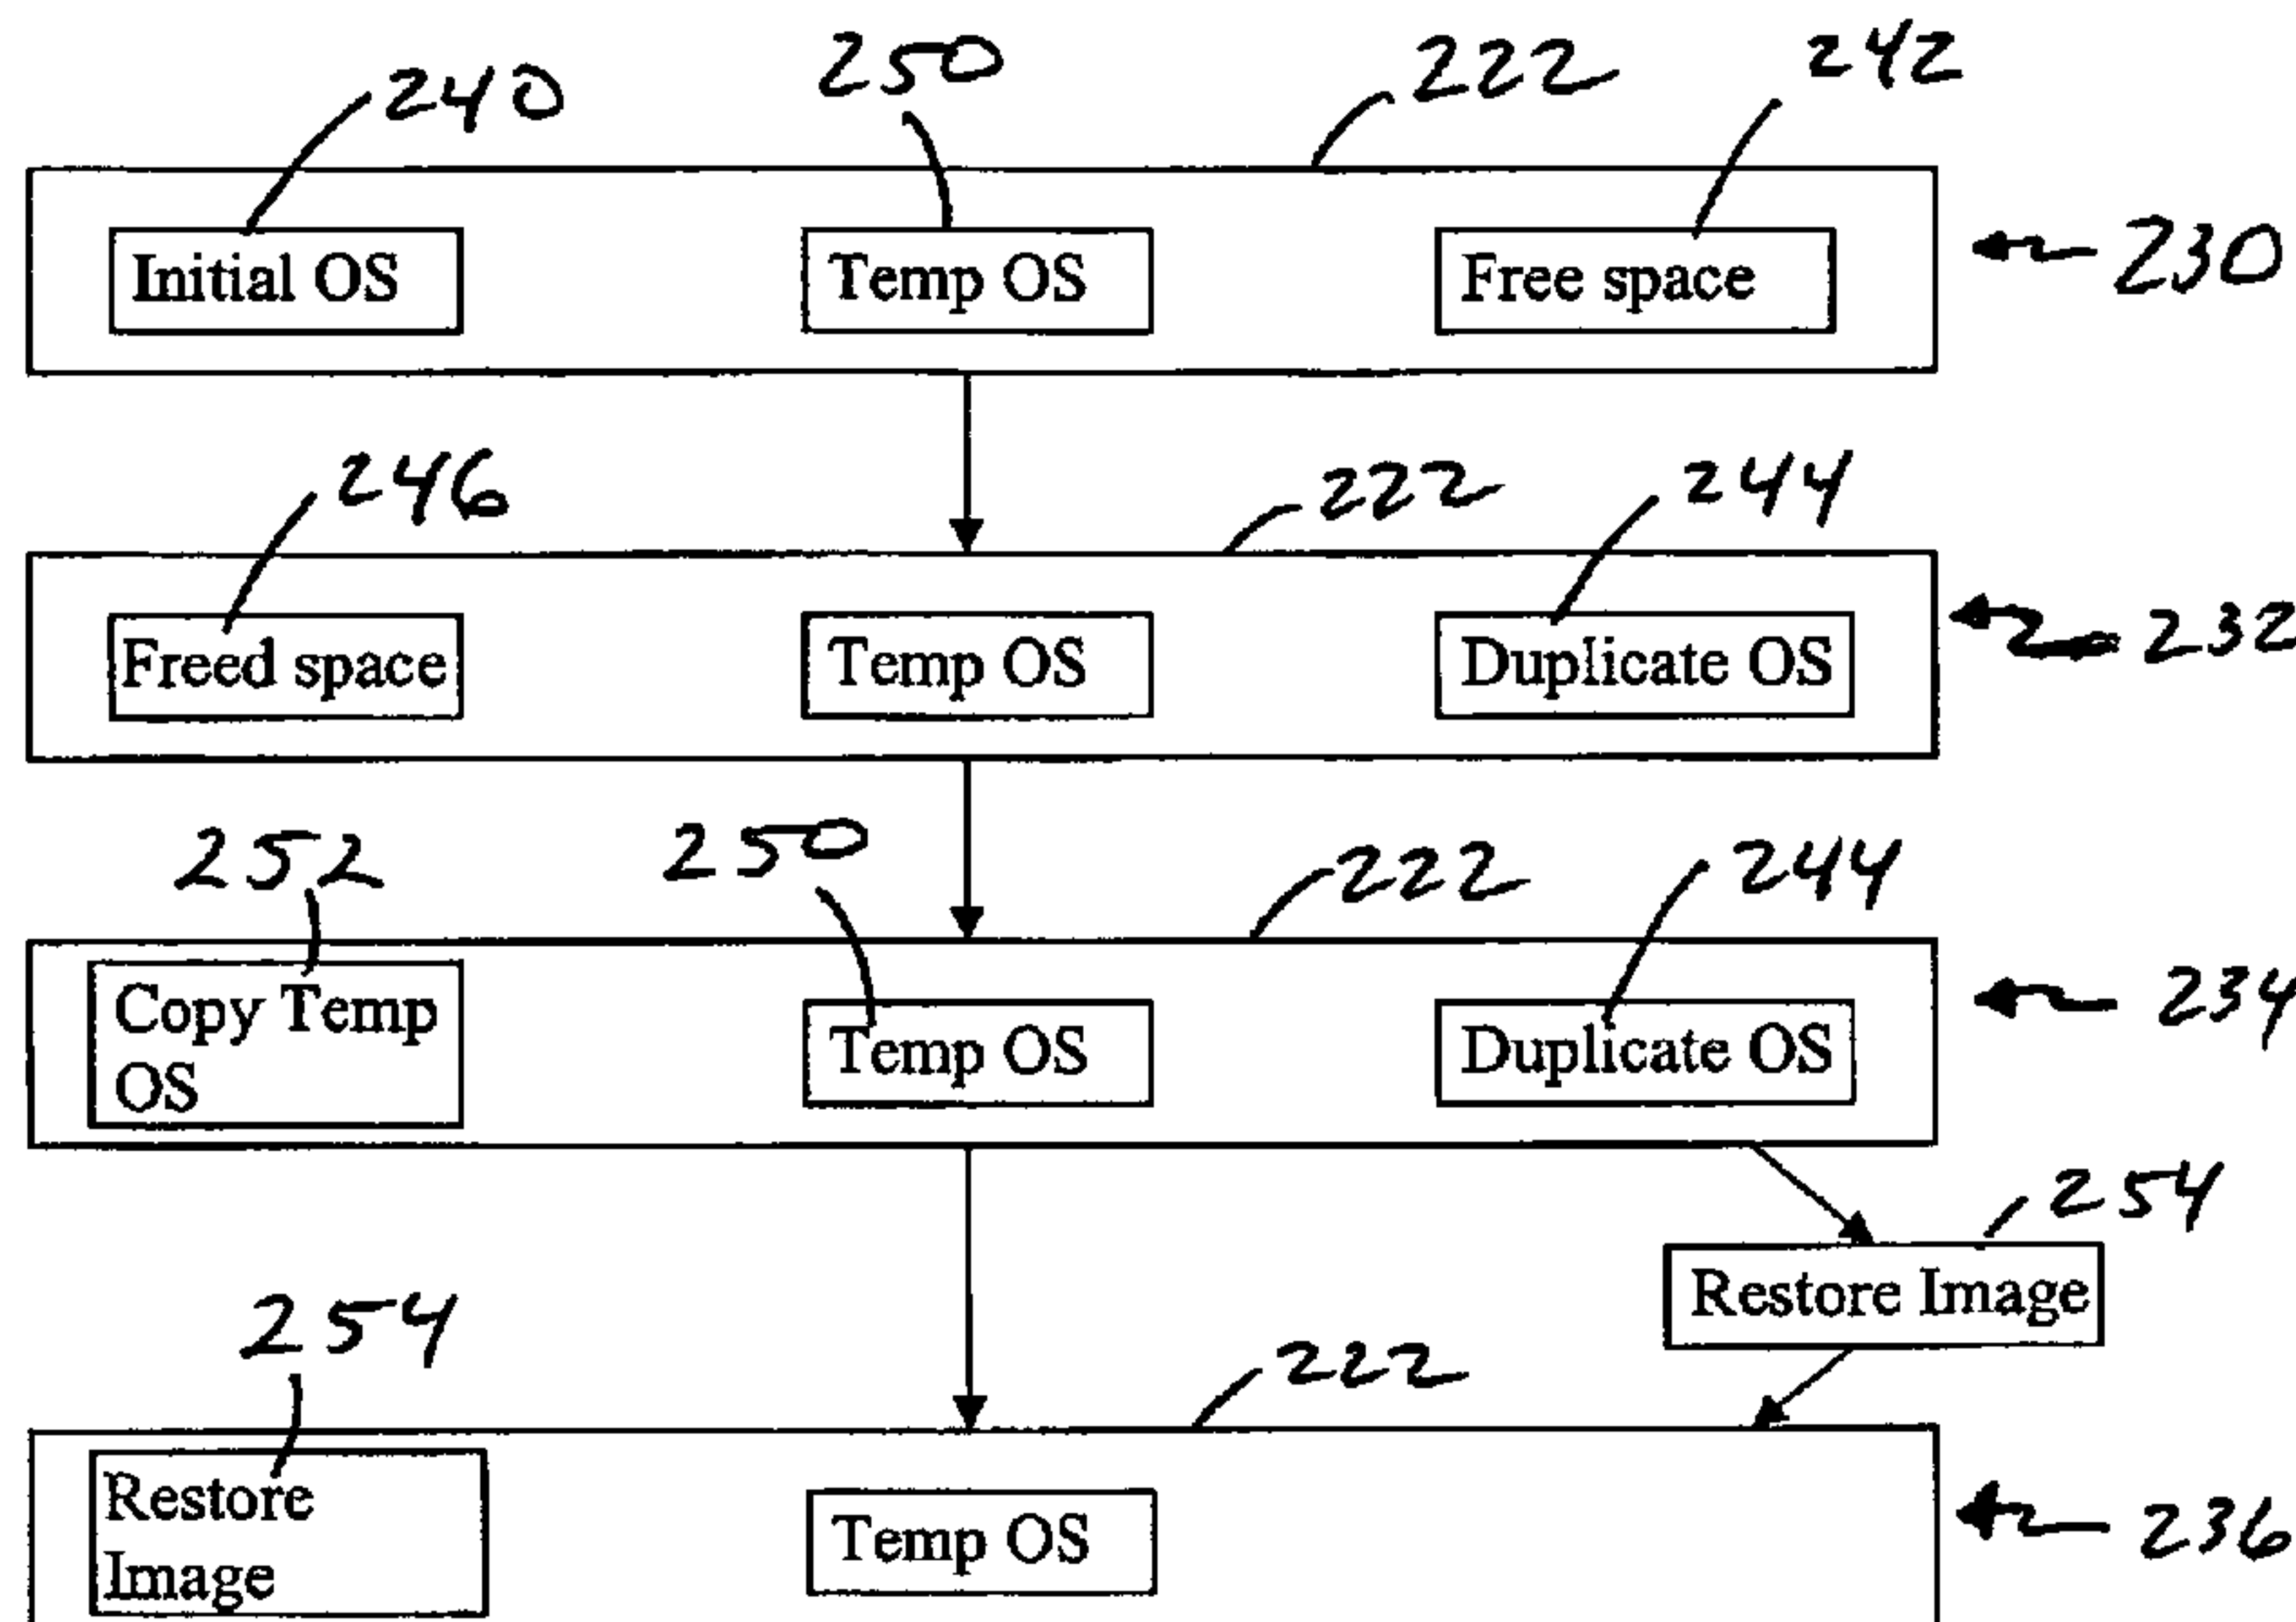 240 250 222 242
Initial OS Temp OS Free space 230
246 222 244
Freed space Temp OS Duplicate OS 232
252 250 222 244
Copy Temp
OS
Temp OS Duplicate OS 234
254
Restore Image
254 222
Restore
Image
Temp OS 236